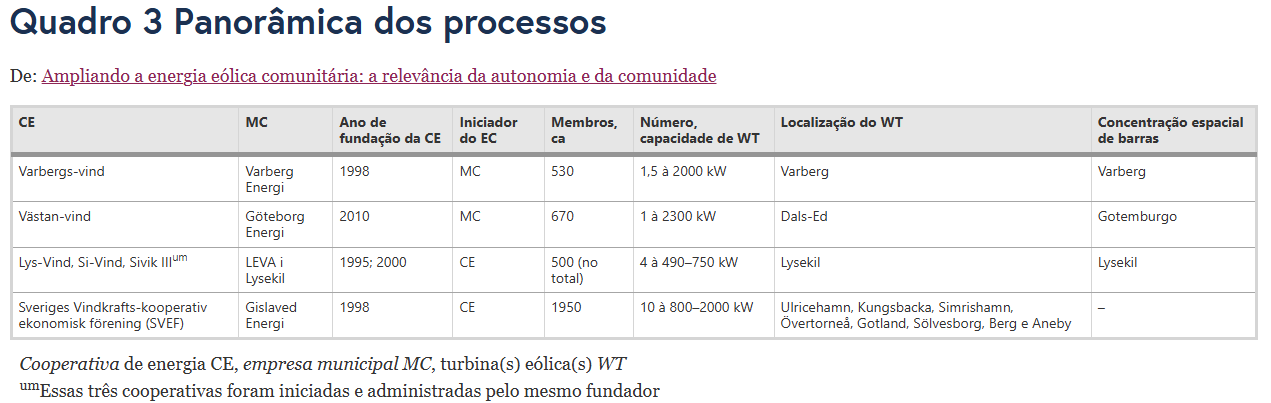 Quadro 3 Panorâmica dos processos
De: Ampliando a energia eólica comunitária: a relevância da autonomia e da comunidade
CE MC Ano de fundação da CE Iniciador do EC Membros, ca Número, capacidade de WT Localização do WT Concentração espacial de barras
Varbergs-vind Varberg Energi 1998 MC 530 1,5 à 2000 kW Varberg Varberg
Västan-vind Göteborg Energi 2010 MC 670 1 à 2300 kW Dals-Ed Gotemburgo
Lys-Vind, Si-Vind, Sivik IIIum LEVA i Lysekil 1995; 2000 CE 500 (no total) 4 à 490–750 kW Lysekil Lysekil
Sveriges Vindkrafts-kooperativ ekonomisk förening (SVEF) Gislaved Energi 1998 CE 1950 10 à 800–2000 kW Ulricehamn, Kungsbacka, Simrishamn, Övertorneå, Gotland, Sölvesborg, Berg e Aneby –
Cooperativa de energia CE, empresa municipal MC, turbina(s) eólica(s) WT
umEssas três cooperativas foram iniciadas e administradas pelo mesmo fundador